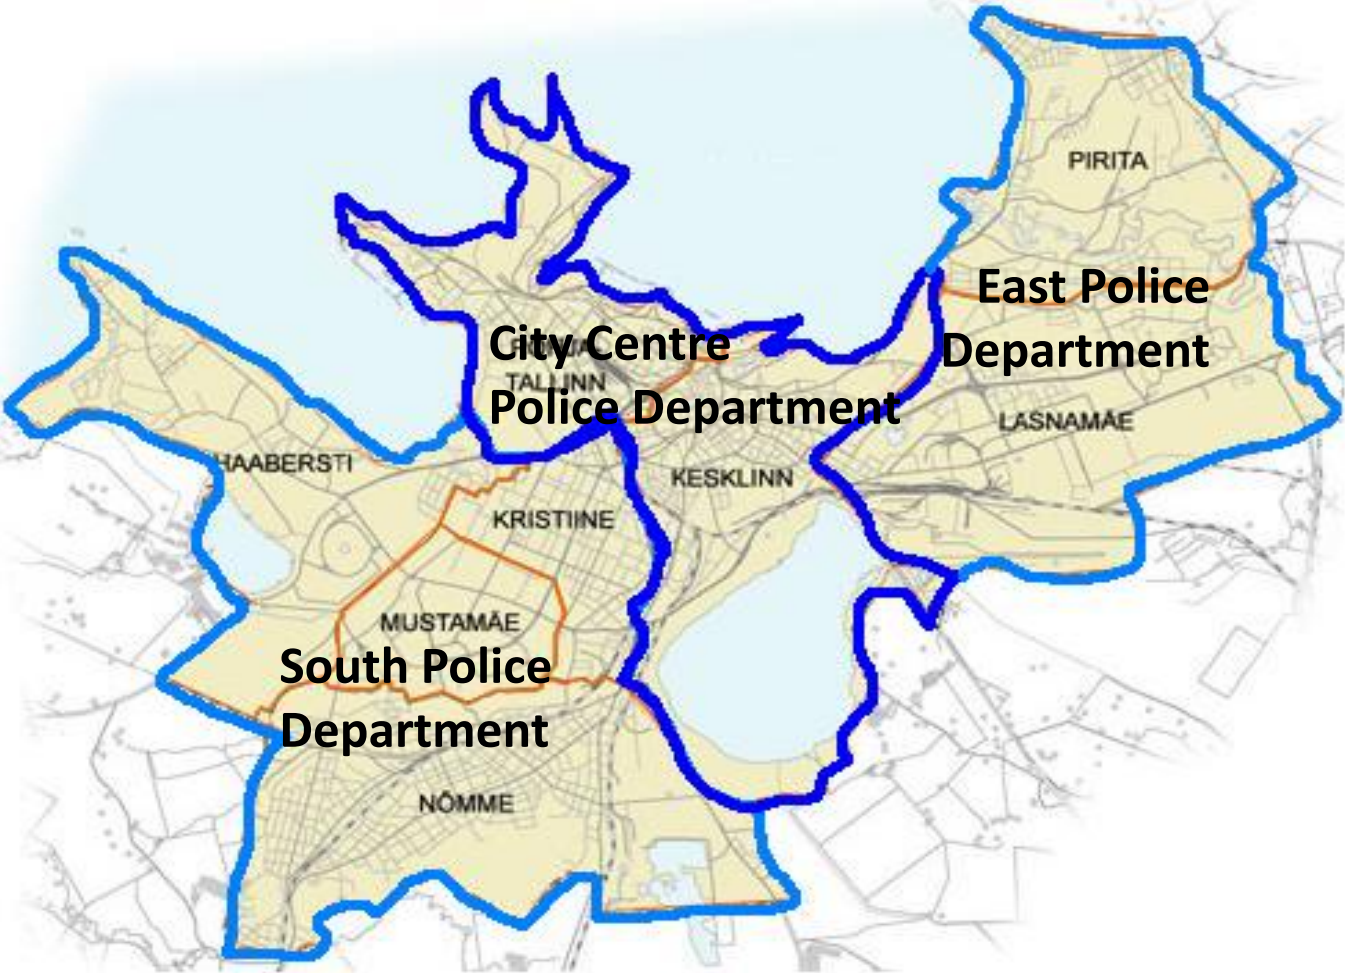 PIRITA
East Police
Department
City Centre
TALLINN
Police Department
LASNAMÄE
HAABERSTI
KESKLINN
KRISTIINE
MUSTAMÄE
South Police
Department
NÕMME